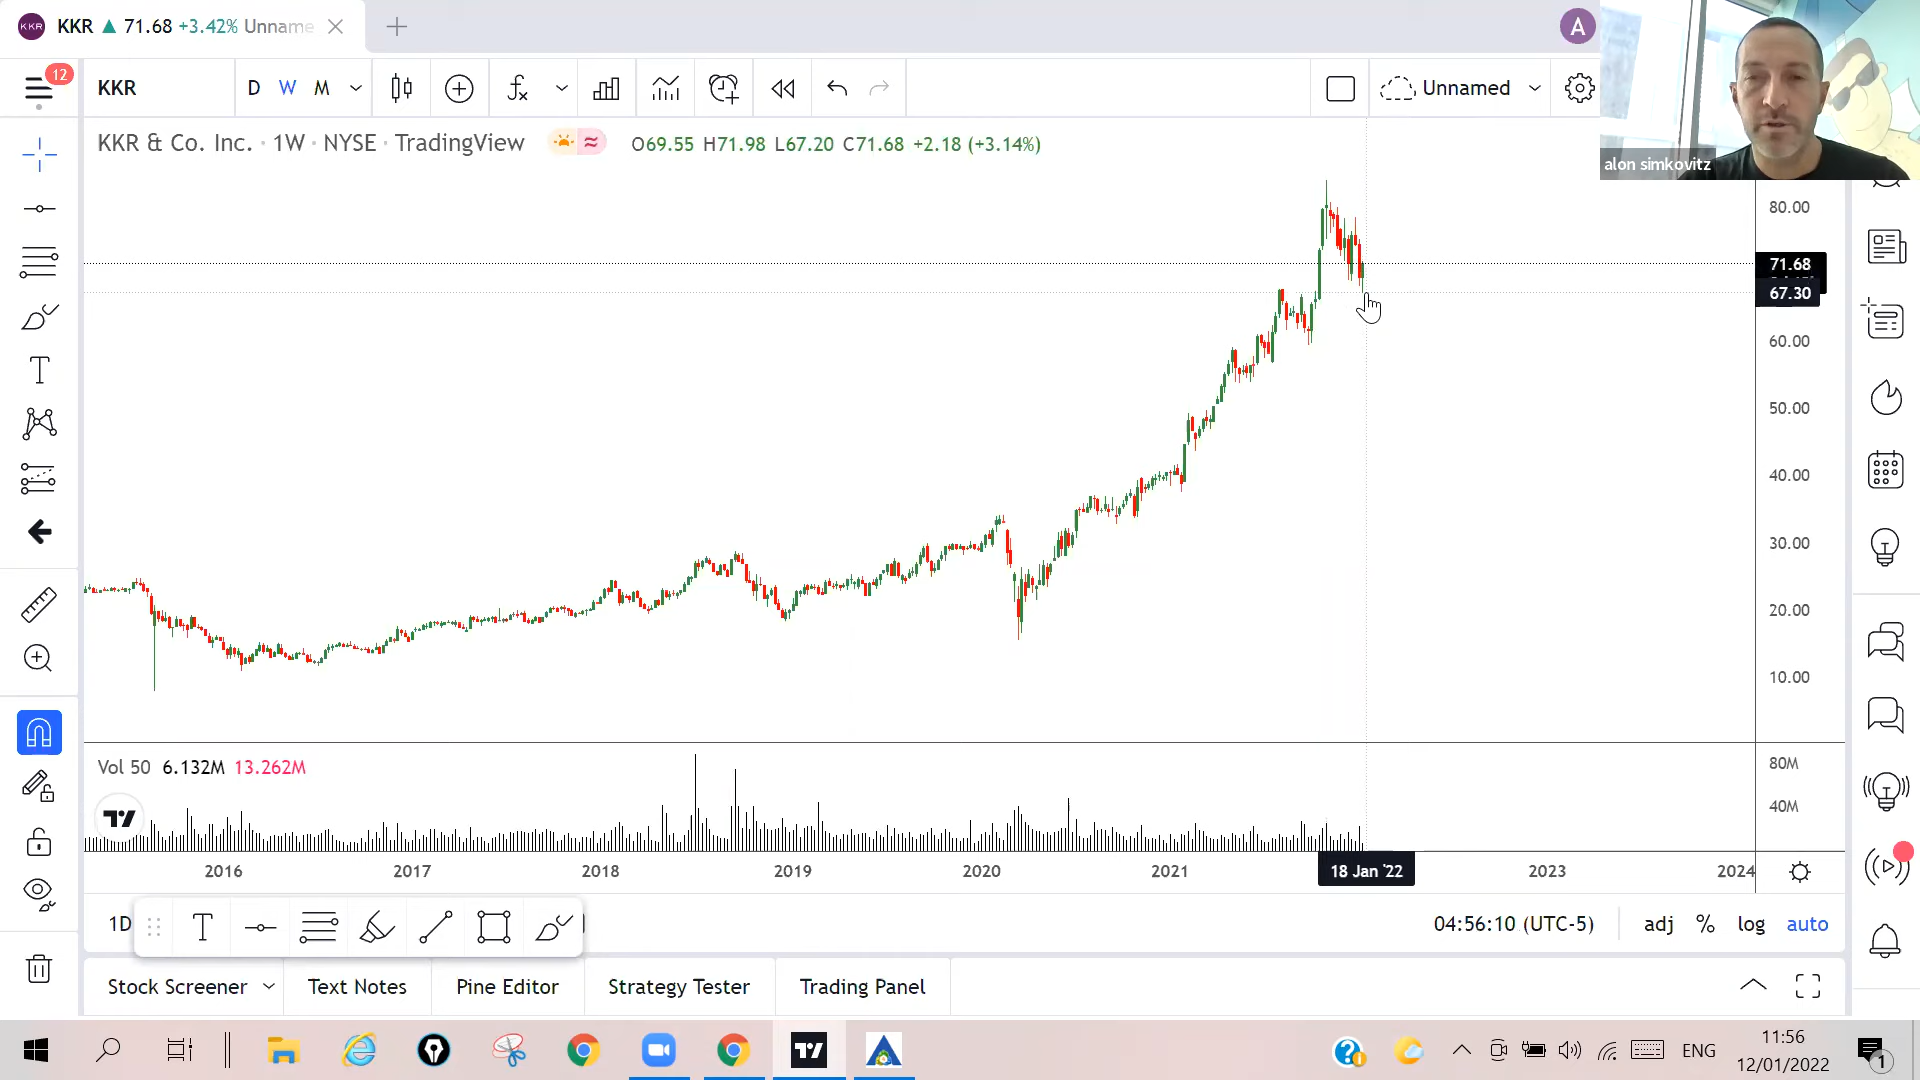 KKR KKR 71.68 +3.42% Unname
A
12
KKR
D W M
Unnamed
KKR & Co. Inc. · 1W · NYSE · TradingView
O69.55 H71.98 L67.20 C71.68 +2.18 (+3.14%)
alon simkovitz
80.00
71.68
67.30
60.00
50.00
40.00
30.00
20.00
10.00
Vol 50 6.132M 13.262M
80M
40M
2016 2017 2018 2019 2020 2021 18 Jan '22 2023 2024
1D
04:56:10 (UTC-5) adj % log auto
Stock Screener Text Notes Pine Editor Strategy Tester Trading Panel
ENG
11:56
12/01/2022
1